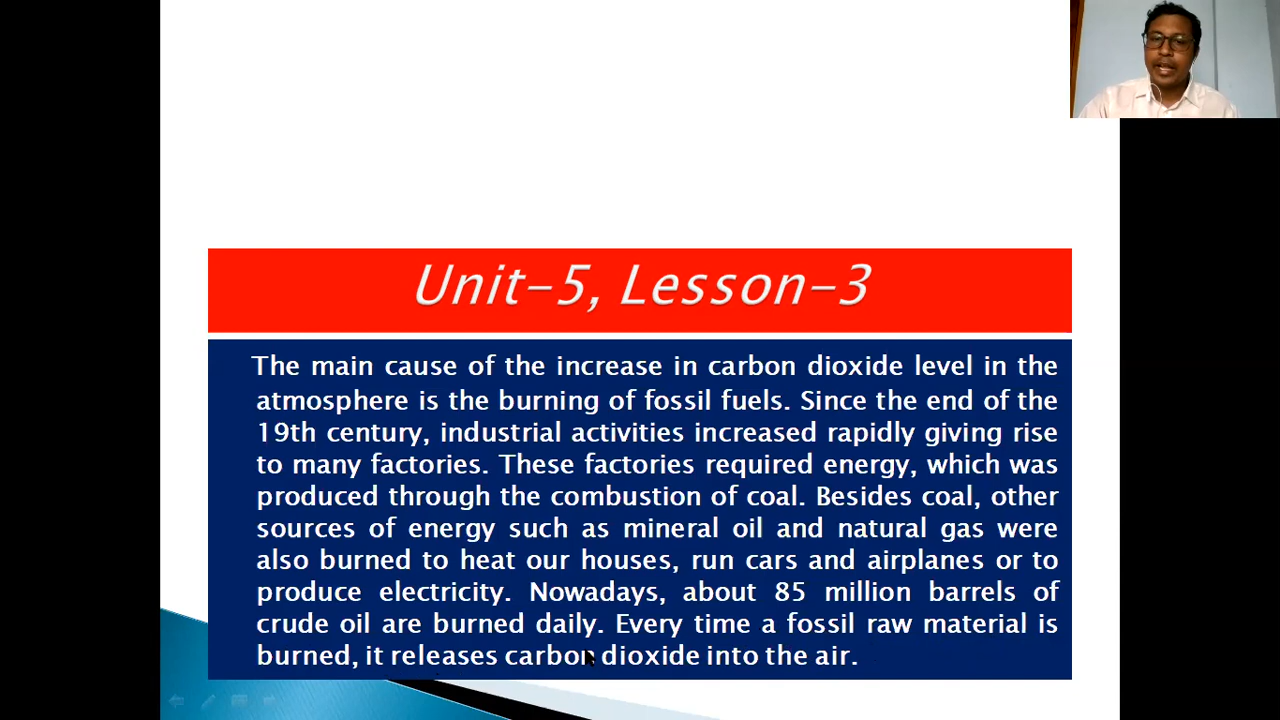 Unit-5, Lesson-3
The main cause of the increase in carbon dioxide level in the
atmosphere is the burning of fossil fuels. Since the end of the
19th century, industrial activities increased rapidly giving rise
to many factories. These factories required energy, which was
produced through the combustion of coal. Besides coal, other
sources of energy such as mineral oil and natural gas were
also burned to heat our houses, run cars and airplanes or to
produce electricity. Nowadays, about 85 million barrels of
crude oil are burned daily. Every time a fossil raw material is
burned, it releases carbon dioxide into the air.